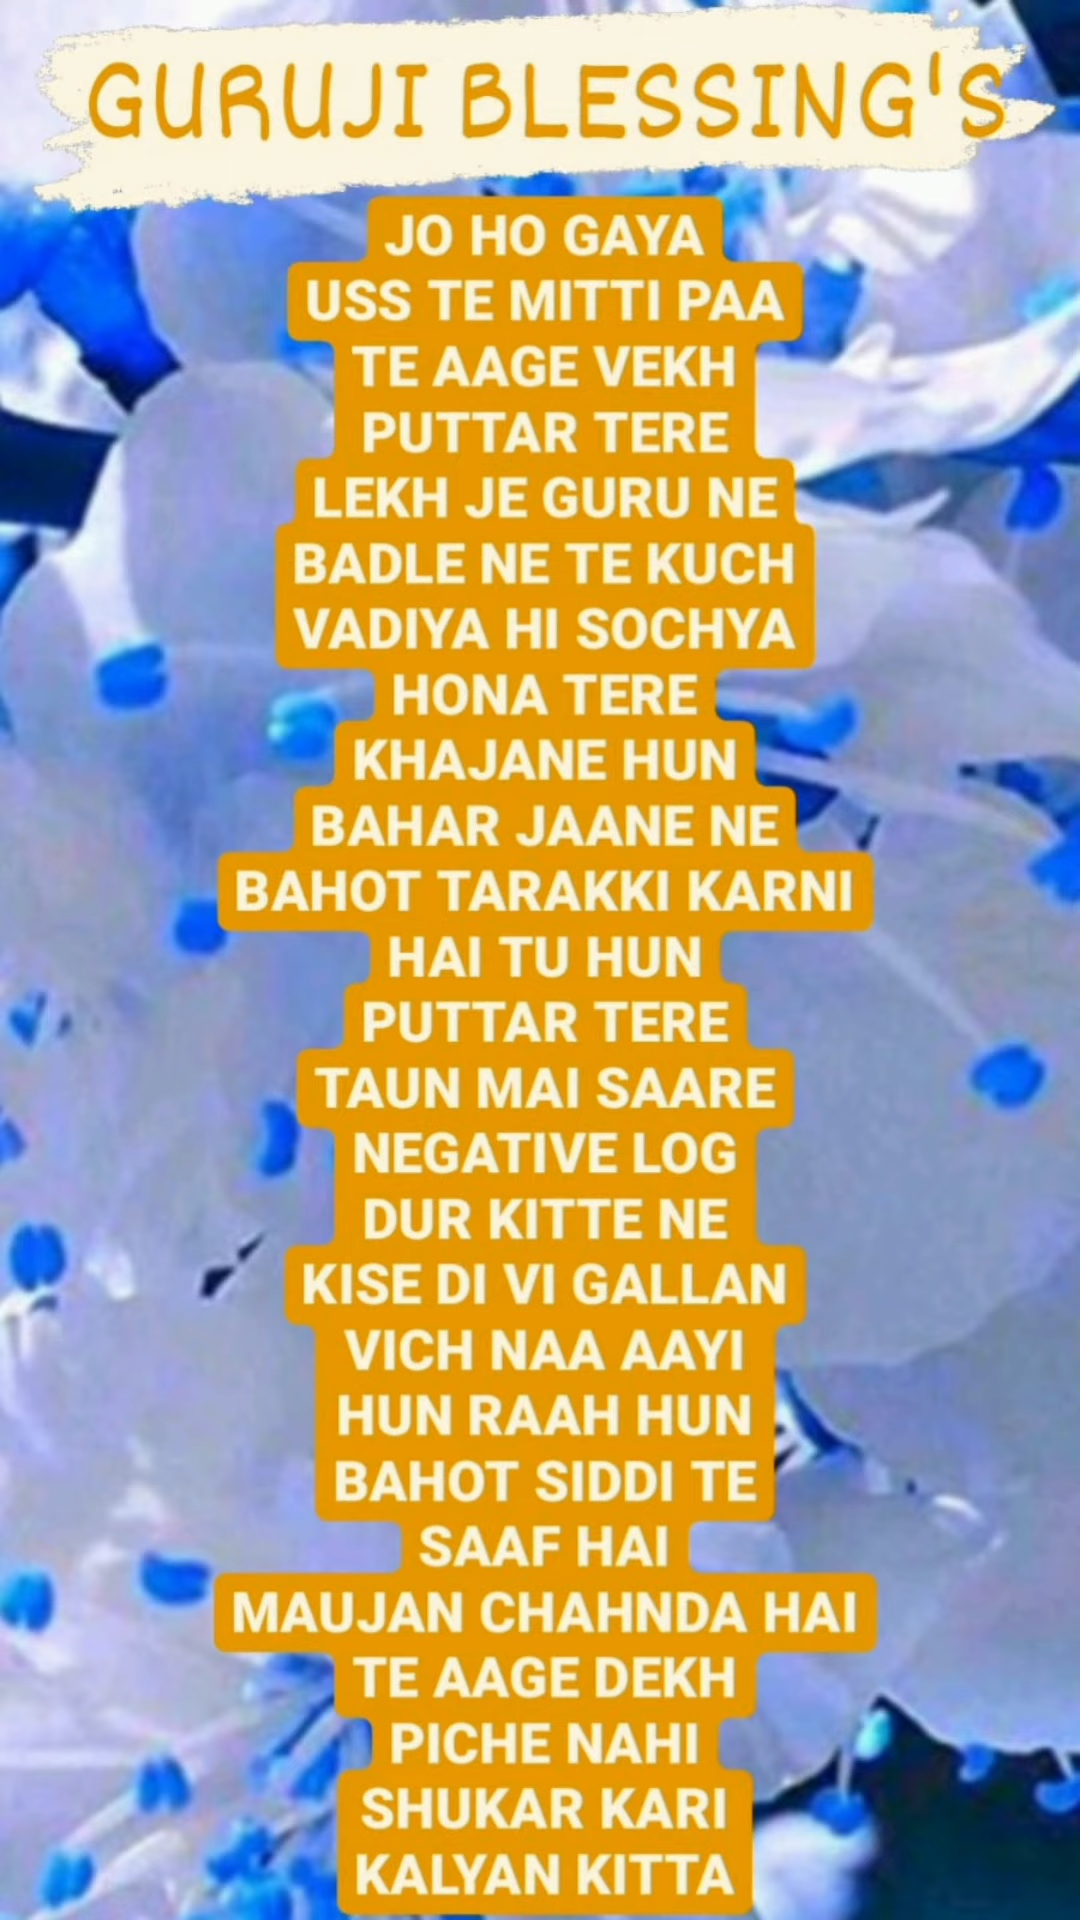 GURUJI BLESSING'S
JO HO GAYA
USS TE MITTI PAA
TE AAGE VEKH
PUTTAR TERE
LEKH JE GURU NE
BADLE NE TE KUCH
VADIYA HI SOCHYA
HONA TERE
KHAJANE HUN
BAHAR JAANE NE
BAHOT TARAKKI KARNI
HAI TU HUN
PUTTAR TERE
TAUN MAI SAARE
NEGATIVE LOG
DUR KITTE NE
KISE DI VI GALLAN
VICH NAA AAYI
HUN RAAH HUN
BAHOT SIDDI TE
SAAF HAI
MAUJAN CHAHNDA HAI
TE AAGE DEKH
PICHE NAHI
SHUKAR KARI
KALYAN KITTA